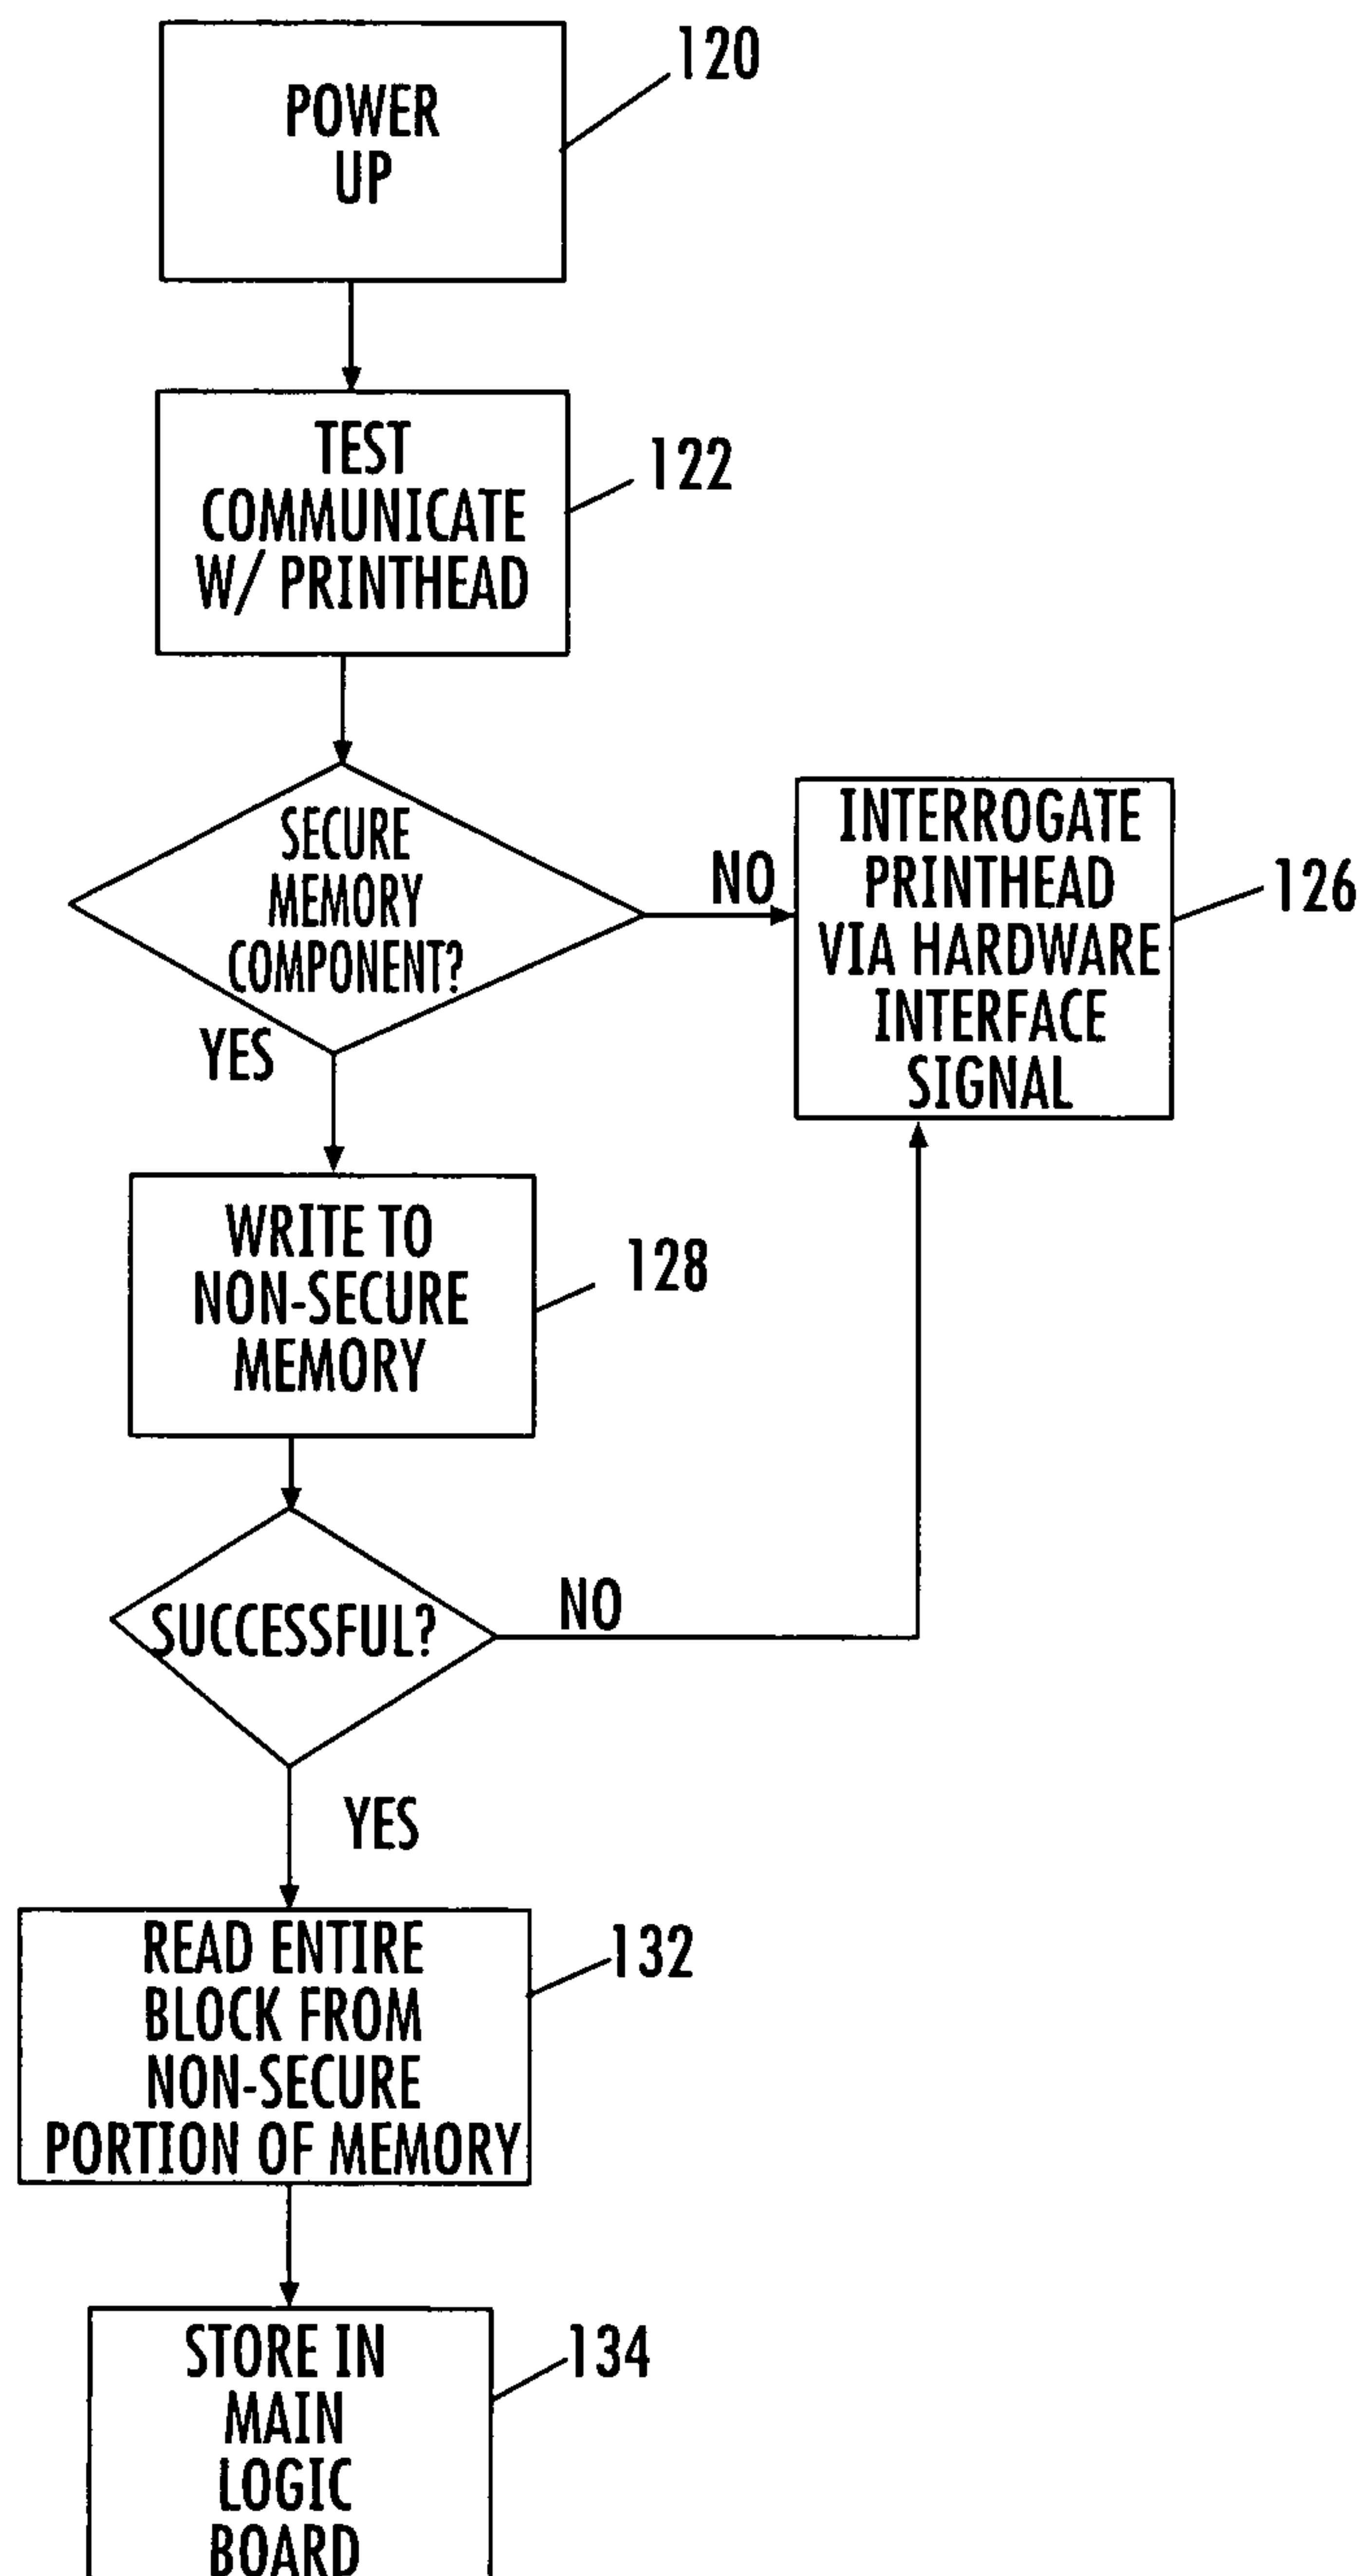 POWER
UP
120
TEST
COMMUNICATE
W/ PRINTHEAD
122
SECURE
MEMORY
COMPONENT?
NO
YES
INTERROGATE
PRINTHEAD
VIA HARDWARE
INTERFACE
SIGNAL
126
WRITE TO
NON-SECURE
MEMORY
128
SUCCESSFUL?
NO
YES
READ ENTIRE
BLOCK FROM
NON-SECURE
PORTION OF MEMORY
132
STORE IN
MAIN
LOGIC
BOARD
134